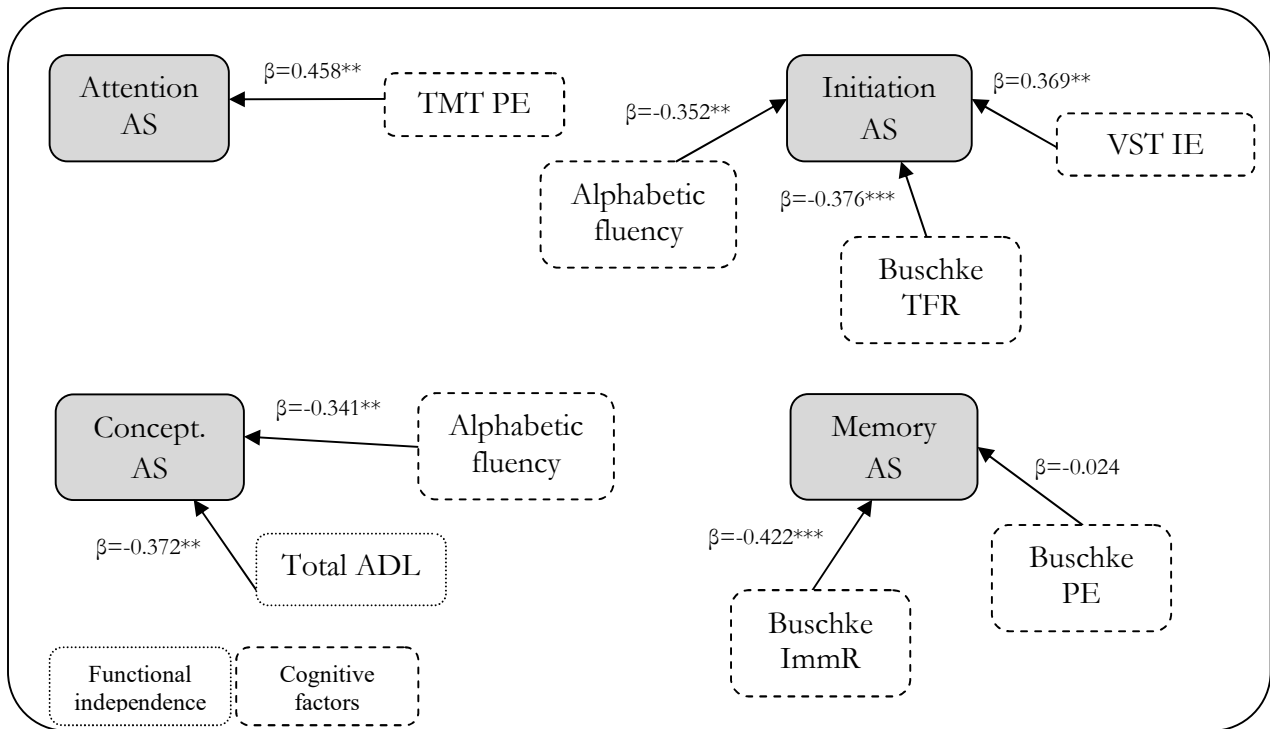 Attention
AS
β=0.458**
TMT PE
Initiation
AS
β=0.369**
VST IE
β=-0.352**
Alphabetic
fluency
β=-0.376***
Buschke
TFR
Concept.
AS
β=-0.341**
Alphabetic
fluency
β=-0.372**
Total ADL
Memory
AS
β=-0.024
Buschke
PE
β=-0.422***
Buschke
ImmR
Functional
independence
Cognitive
factors